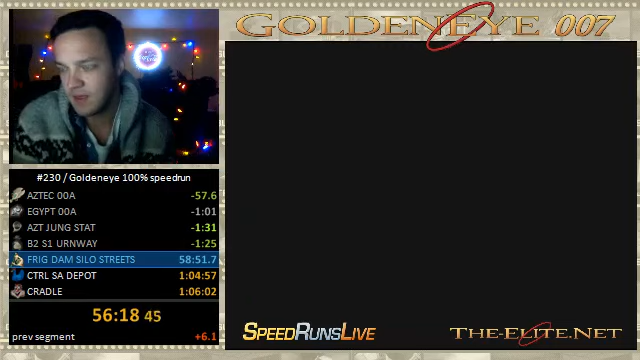 GOLDENEYE 007
#230 / Goldeneye 100% speedrun
AZTEC 00A -57.6
EGYPT 00A -1:01
AZT JUNG STAT -1:31
B2 S1 URNWAY -1:25
FRIG DAM SILO STREETS 58:51.7
CTRL SA DEPOT 1:04:57
CRADLE 1:06:02
56:18 45
prev segment +6.1
SPEEDRUNSLIVE
THE-ELITE.NET